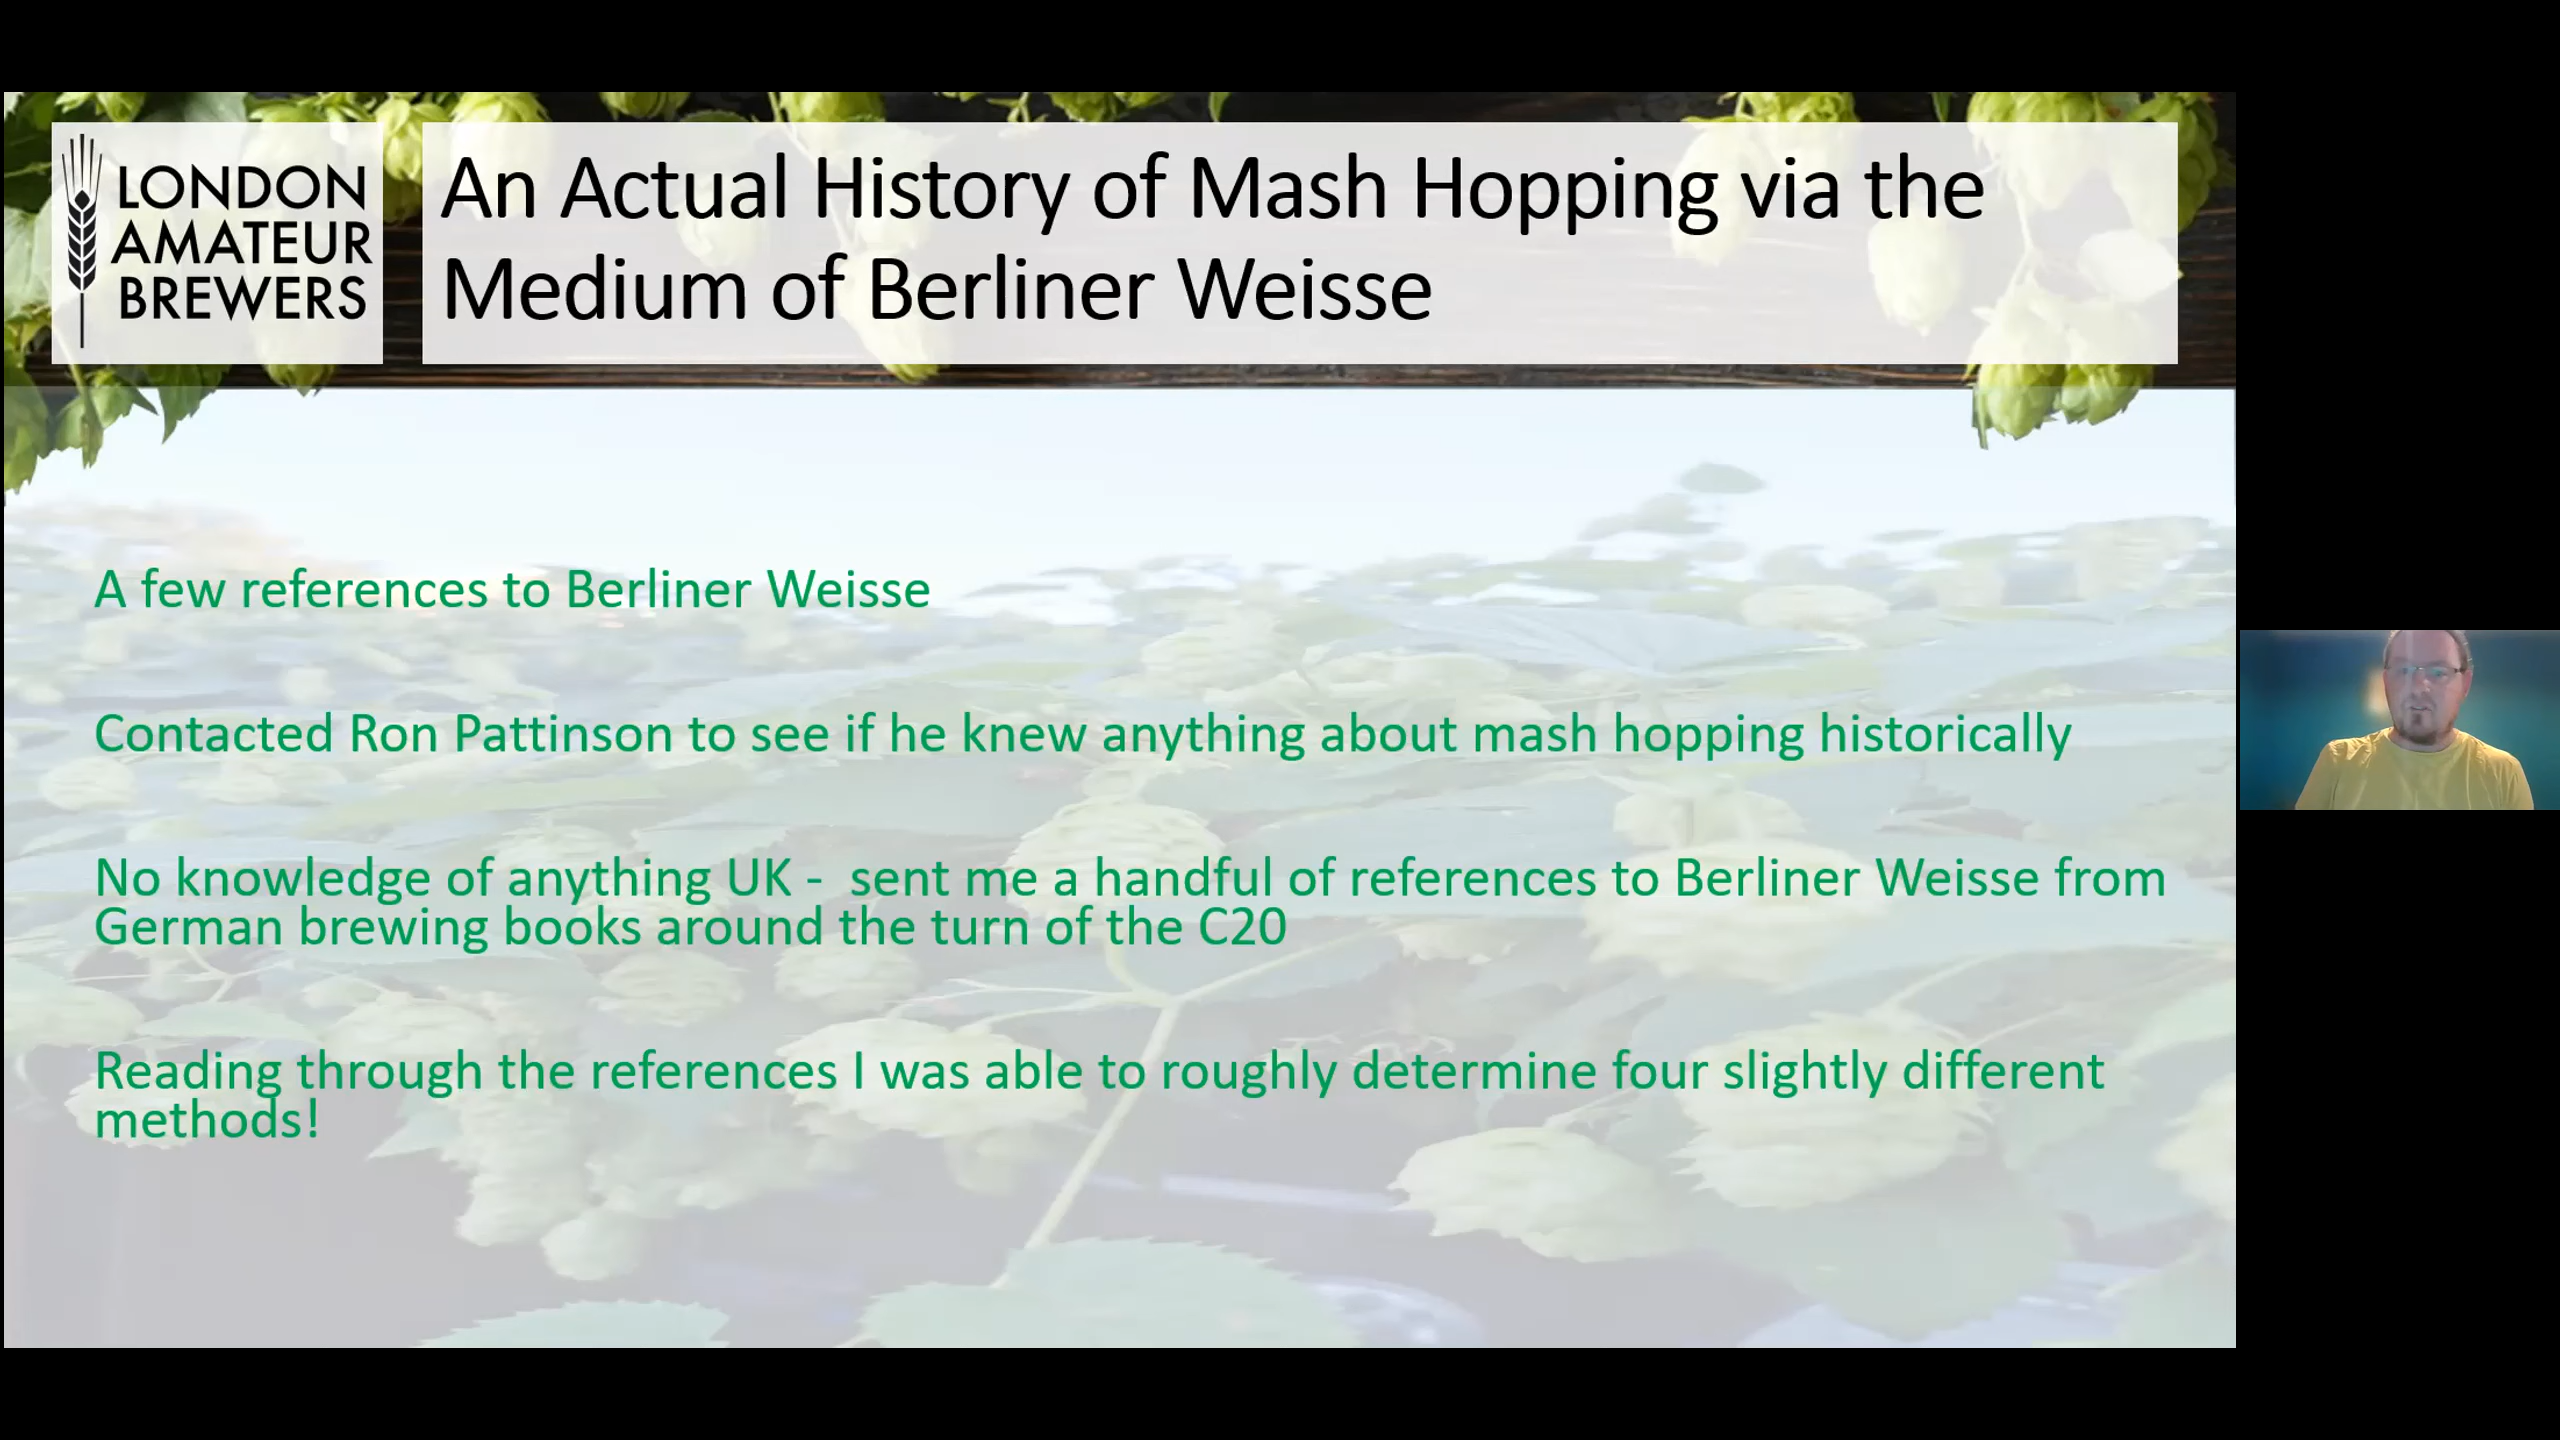 LONDON
AMATEUR
BREWERS
An Actual History of Mash Hopping via the
Medium of Berliner Weisse
A few references to Berliner Weisse
Contacted Ron Pattinson to see if he knew anything about mash hopping historically
No knowledge of anything UK -  sent me a handful of references to Berliner Weisse from
German brewing books around the turn of the C20
Reading through the references I was able to roughly determine four slightly different
methods!